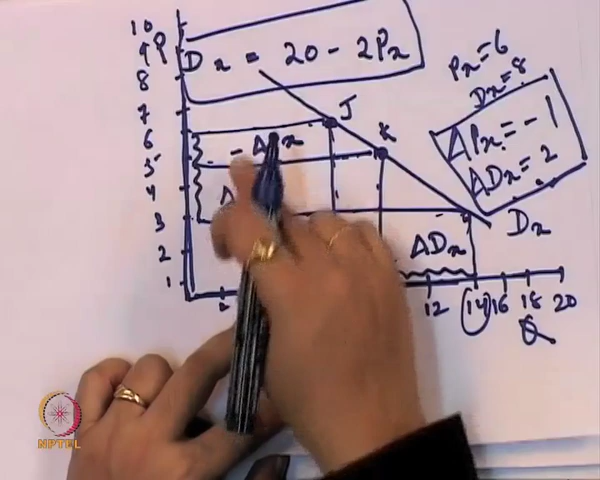 10
9 P
8
7
6
5
4
3
2
1
Dx = 20 - 2Px
Px = 6
Dx = 8
ΔPx = -1
ΔDx = 2
J
K
- Δ x
Δ
Dx
ΔDx
2
12 14 16 18 20
Q
NPTEL